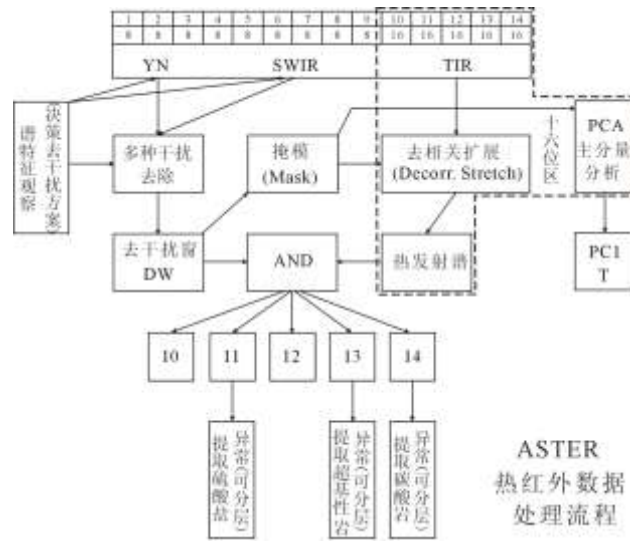 1 2 3 4 5 6 7 8 9 10 11 12 13 14
8 8 8 8 8 8 8 8 8 16 16 16 16 16
YN SWIR TIR
谱特征观察
(决策去干扰方案)
多种干扰
去除
掩模
(Mask)
去相关扩展
(Decorr. Stretch)
十六位区
PCA
主分量
分析
去干扰窗
DW
AND
热发射谱
PC1
T
10 11 12 13 14
提取硫酸盐
异常(可分层)
提取超基性岩
异常(可分层)
提取碳酸岩
异常(可分层)
ASTER
热红外数据
处理流程